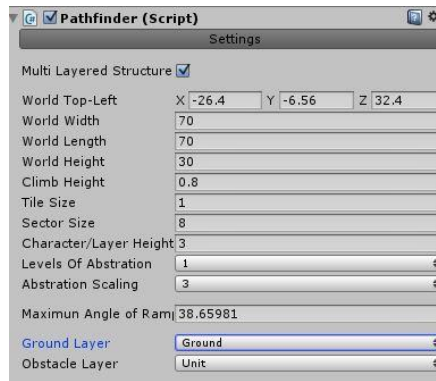 Pathfinder (Script)
Settings
Multi Layered Structure
World Top-Left X -26.4 Y -6.56 Z 32.4
World Width 70
World Length 70
World Height 30
Climb Height 0.8
Tile Size 1
Sector Size 8
Character/Layer Height 3
Levels Of Abstration 1
Abstration Scaling 3
Maximun Angle of Ramp 38.65981
Ground Layer Ground
Obstacle Layer Unit